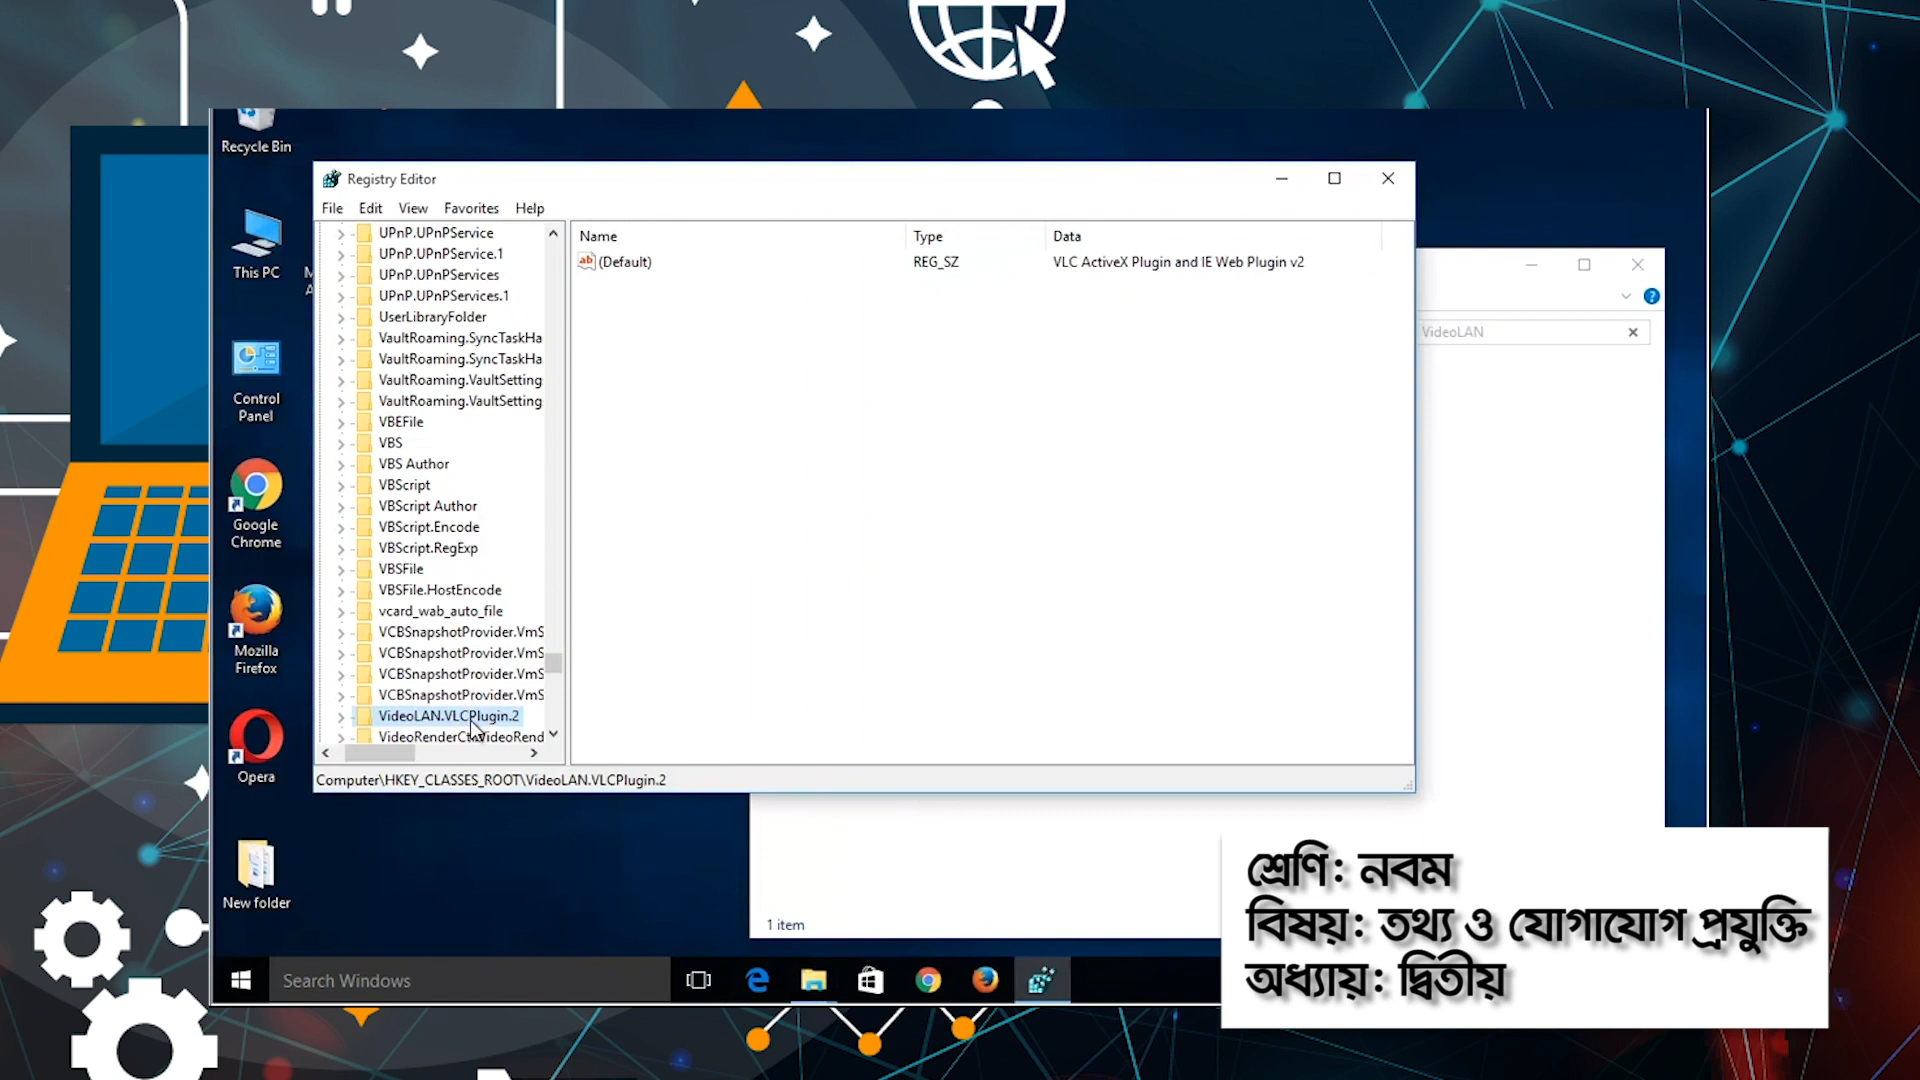 Recycle Bin
This PC
Control
Panel
Google
Chrome
Mozilla
Firefox
Opera
New folder
Registry Editor
File Edit View Favorites Help
UPnP.UPnPService
UPnP.UPnPService.1
UPnP.UPnPServices
UPnP.UPnPServices.1
UserLibraryFolder
VaultRoaming.SyncTaskHa
VaultRoaming.SyncTaskHa
VaultRoaming.VaultSetting
VaultRoaming.VaultSetting
VBEFile
VBS
VBS Author
VBScript
VBScript Author
VBScript.Encode
VBScript.RegExp
VBSFile
VBSFile.HostEncode
vcard_wab_auto_file
VCBSnapshotProvider.VmS
VCBSnapshotProvider.VmS
VCBSnapshotProvider.VmS
VCBSnapshotProvider.VmS
VideoLAN.VLCPlugin.2
Name Type Data
ab (Default) REG_SZ VLC ActiveX Plugin and IE Web Plugin v2
Computer\HKEY_CLASSES_ROOT\VideoLAN.VLCPlugin.2
VideoLAN
1 item
Search Windows
শ্রেণি: নবম
বিষয়: তথ্য ও যোগাযোগ প্রযুক্তি
অধ্যায়: দ্বিতীয়